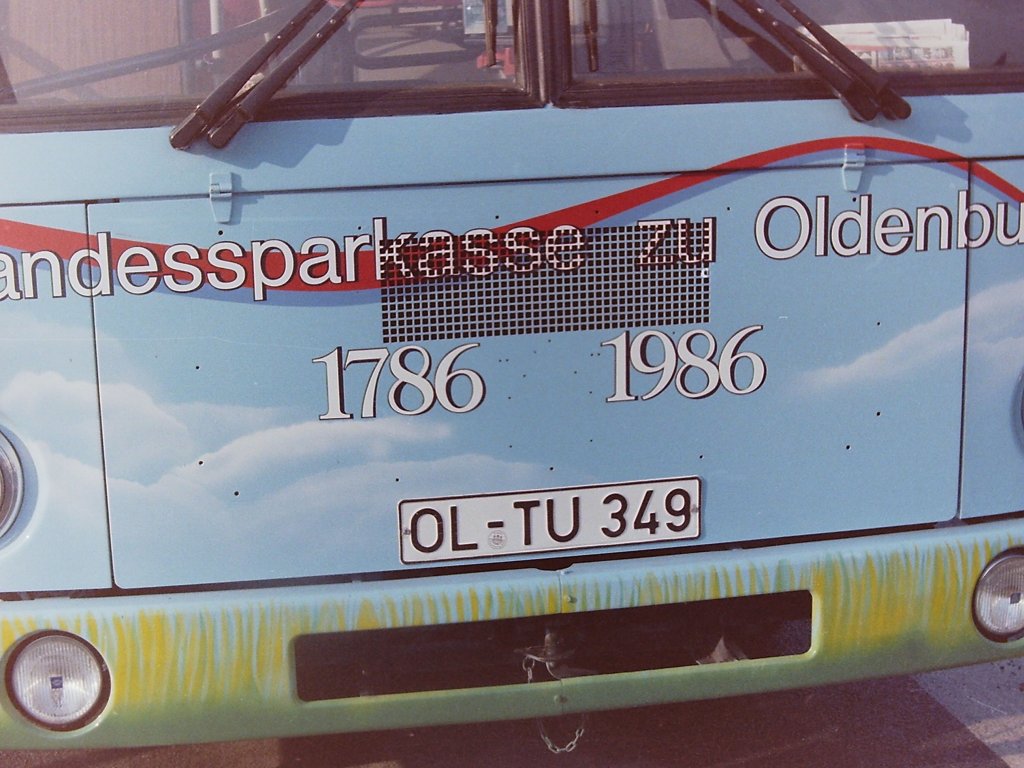 andessparkasse zu Oldenbu
1786 1986
OL-TU 349